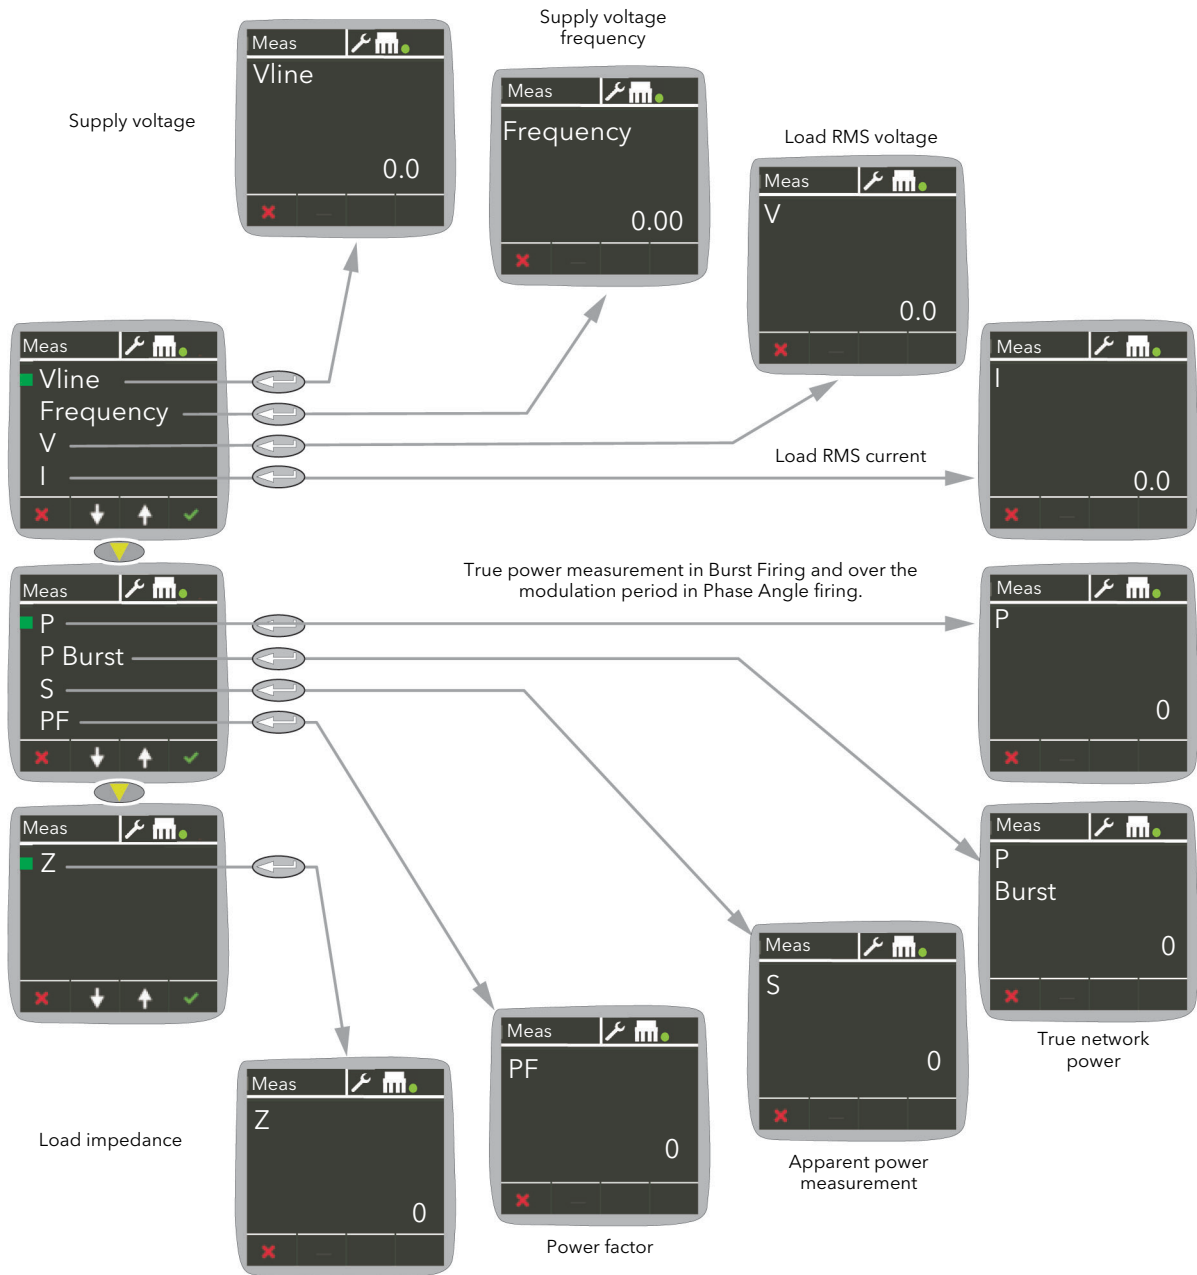 Supply voltage
Meas
Vline
0.0
Supply voltage
frequency
Meas
Frequency
0.00
Load RMS voltage
Meas
V
0.0
Meas
Vline
Frequency
V
I
Load RMS current
Meas
I
0.0
True power measurement in Burst Firing and over the
modulation period in Phase Angle firing.
Meas
P
P Burst
S
PF
Meas
P
0
Meas
Z
Meas
P
Burst
0
True network
power
Meas
S
0
Apparent power
measurement
Meas
PF
0
Power factor
Load impedance
Meas
Z
0